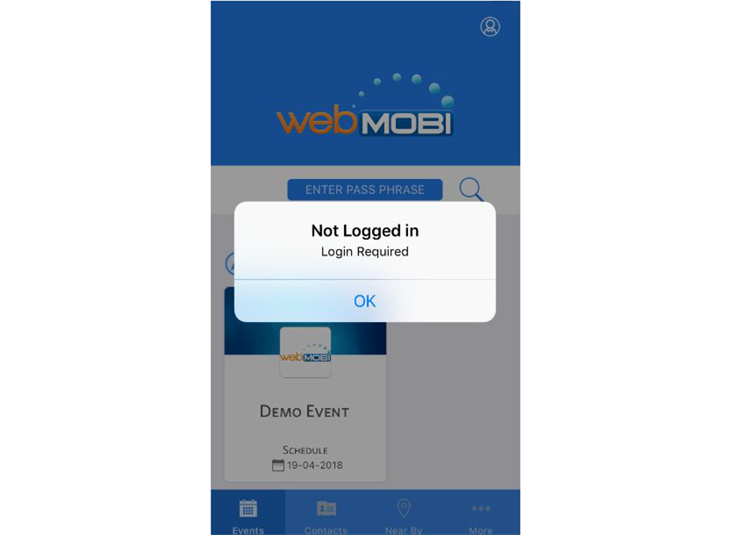 webMOBI
ENTER PASS PHRASE
Not Logged in
Login Required
OK
webMOBI
DEMO EVENT
SCHEDULE
19-04-2018
Events
Contacts
Near By
More